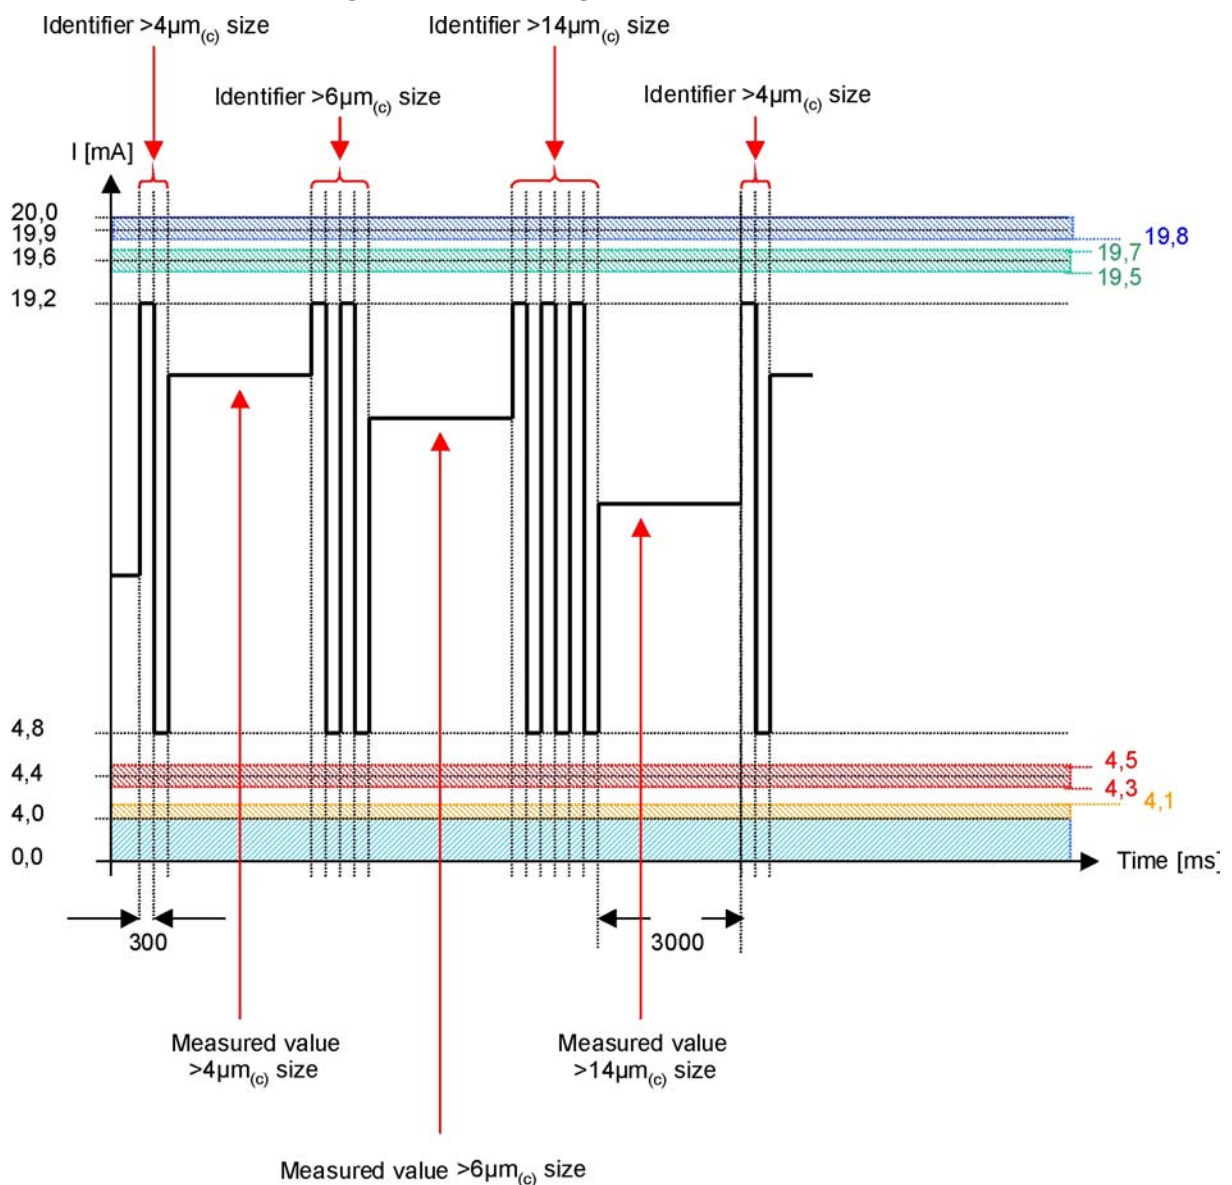 Identifier >4µm(c) size
Identifier >14µm(c) size
Identifier >6µm(c) size
Identifier >4µm(c) size
I [mA]
20,0
19,9
19,8
19,7
19,6
19,5
19,2
4,8
4,5
4,4
4,3
4,1
4,0
0,0
Time [ms]
300
3000
Measured value
>4µm(c) size
Measured value
>14µm(c) size
Measured value >6µm(c) size